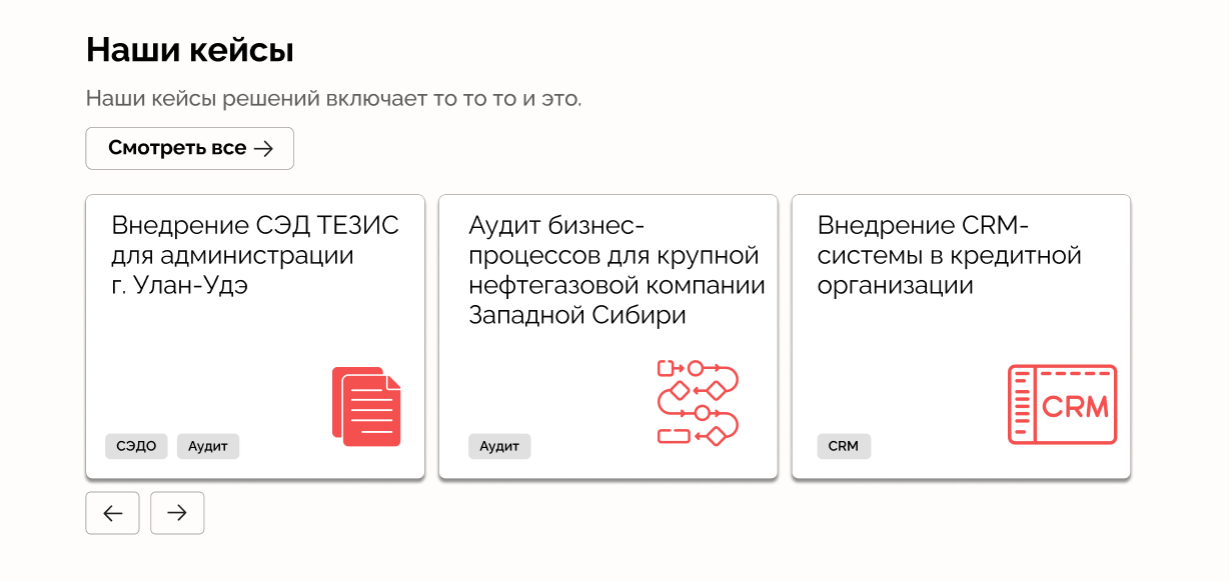 Наши кейсы
Наши кейсы решений включает то то то и это.
Смотреть все
Внедрение СЭД ТЕЗИС
для администрации
г. Улан-Удэ
СЭДО Аудит
Аудит бизнес-
процессов для крупной
нефтегазовой компании
Западной Сибири
Аудит
Внедрение CRM-
системы в кредитной
организации
CRM
CRM